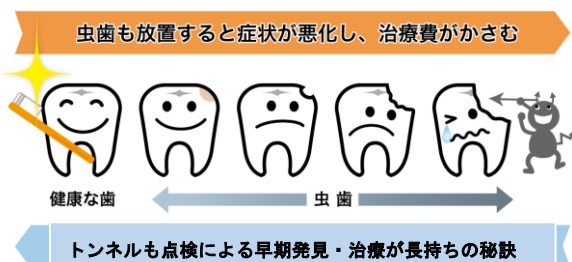 虫歯も放置すると症状が悪化し、治療費がかさむ
健康な歯
虫歯
トンネルも点検による早期発見・治療が長持ちの秘訣